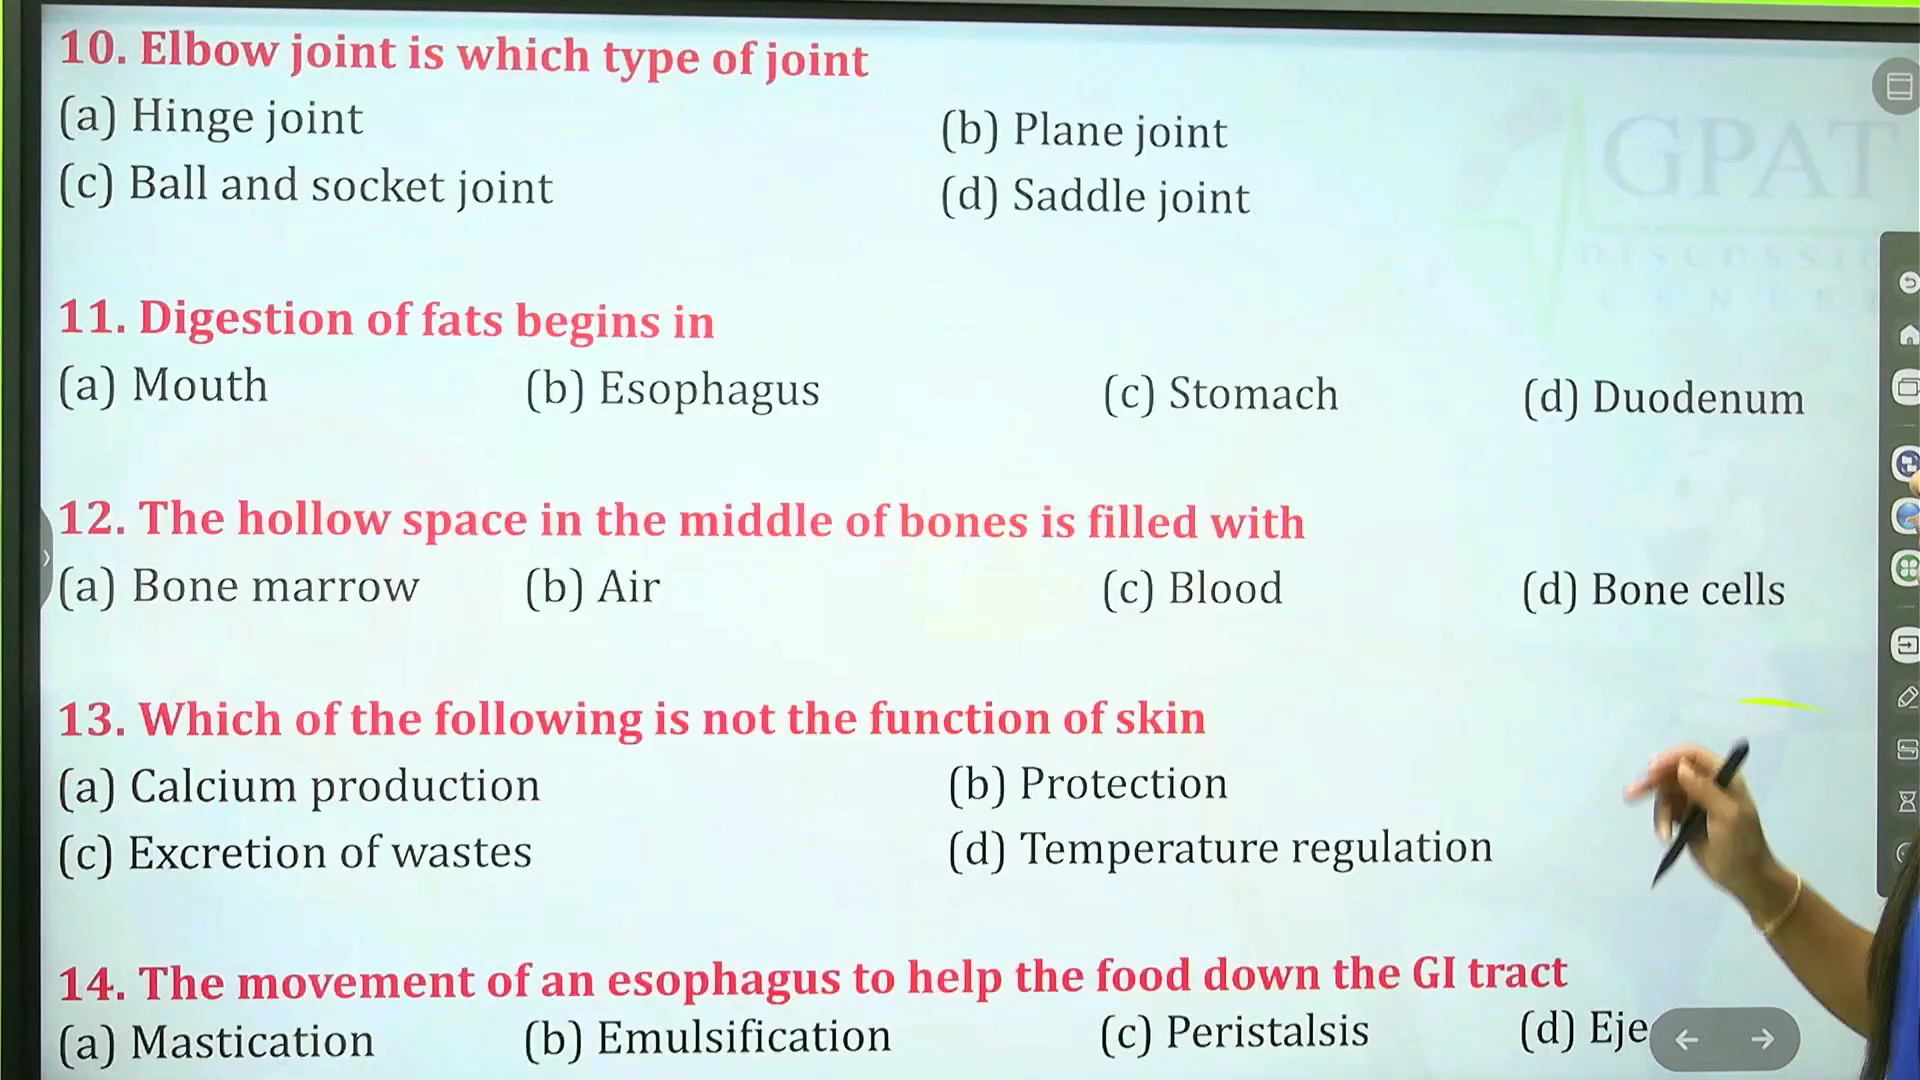 10. Elbow joint is which type of joint
(a) Hinge joint (b) Plane joint
(c) Ball and socket joint (d) Saddle joint
GPAT
11. Digestion of fats begins in
(a) Mouth (b) Esophagus (c) Stomach (d) Duodenum
12. The hollow space in the middle of bones is filled with
(a) Bone marrow (b) Air (c) Blood (d) Bone cells
13. Which of the following is not the function of skin
(a) Calcium production (b) Protection
(c) Excretion of wastes (d) Temperature regulation
14. The movement of an esophagus to help the food down the GI tract
(a) Mastication (b) Emulsification (c) Peristalsis (d) Eje